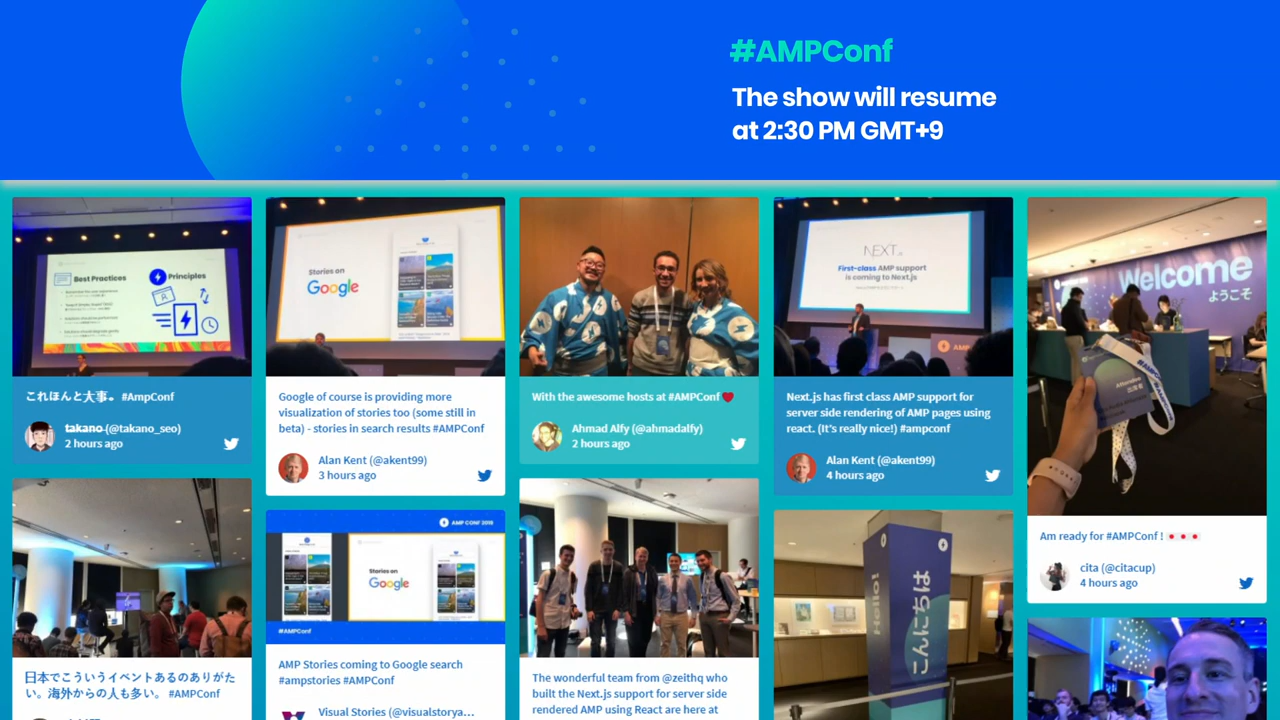 #AMPConf
The show will resume
at 2:30 PM GMT+9
Best Practices
Principles
これほんと大事。 #AmpConf
takano (@takano_seo)
2 hours ago
日本でこういうイベントあるのありがた
い。海外からの人も多い。 #AMPConf
Stories on
Google
Google of course is providing more
visualization of stories too (some still in
beta) - stories in search results #AMPConf
Alan Kent (@akent99)
3 hours ago
AMP CONF 2019
Stories on
Google
#AMPConf
AMP Stories coming to Google search
#ampstories #AMPConf
Visual Stories (@visualstorya...
With the awesome hosts at #AMPConf ❤
Ahmad Alfy (@ahmadalfy)
2 hours ago
The wonderful team from @zeithq who
built the Next.js support for server side
rendered AMP using React are here at
NEXT.js
First-class AMP support
is coming to Next.js
AMP
Next.js has first class AMP support for
server side rendering of AMP pages using
react. (It's really nice!) #ampconf
Alan Kent (@akent99)
4 hours ago
Hello!
こんにちは
Welcome
ようこそ
Attendee
Am ready for #AMPConf !
cita (@citacup)
4 hours ago